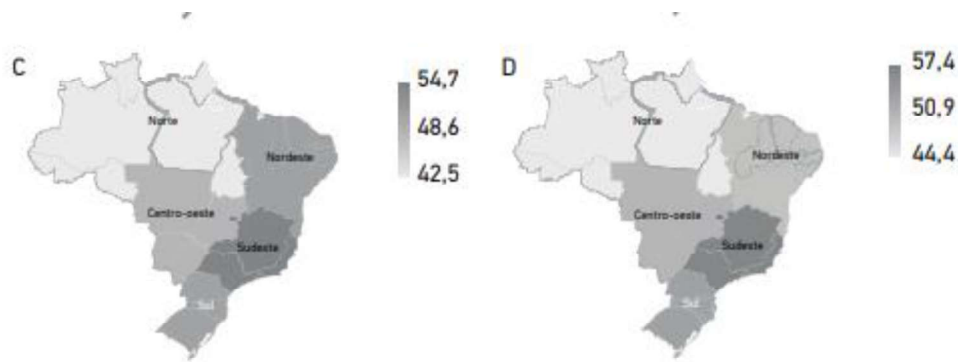 C
54,7
48,6
42,5
Norte
Nordeste
Centro-oeste
Sudeste
Sul
D
57,4
50,9
44,4
Norte
Nordeste
Centro-oeste
Sudeste
Sul